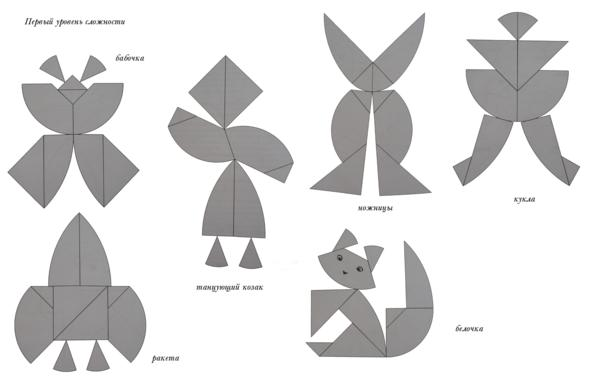 Первый уровень сложности
бабочка
ножницы
кукла
танцующий козак
ракета
белочка